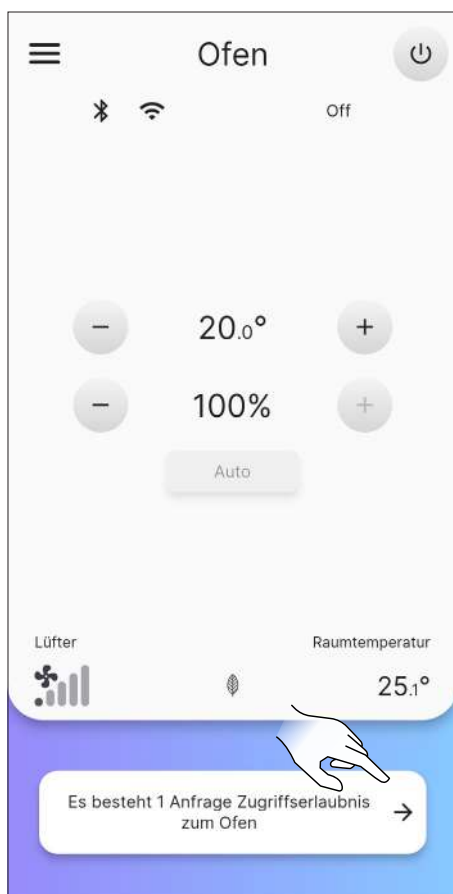 Ofen
Off
− 20.0° +
− 100% +
Auto
Lüfter
Raumtemperatur
25.1°
Es besteht 1 Anfrage Zugriffserlaubnis
zum Ofen